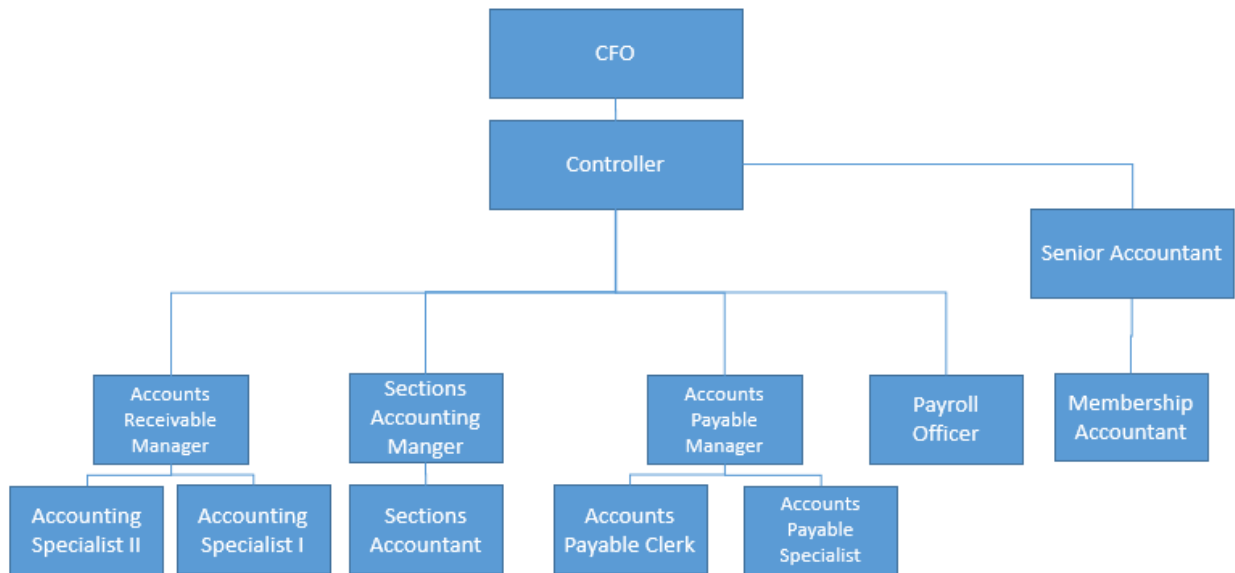 CFO
Controller
Senior Accountant
Accounts
Receivable
Manager
Sections
Accounting
Manger
Accounts
Payable
Manager
Payroll
Officer
Membership
Accountant
Accounting
Specialist II
Accounting
Specialist I
Sections
Accountant
Accounts
Payable Clerk
Accounts
Payable
Specialist